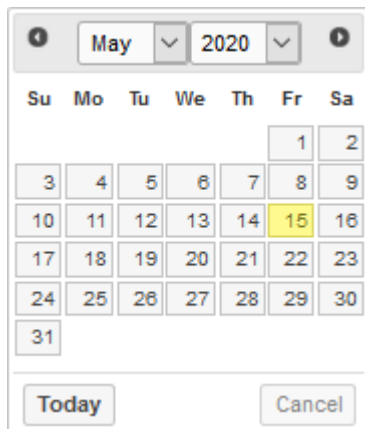 May 2020
Su Mo Tu We Th Fr Sa
1 2
3 4 5 6 7 8 9
10 11 12 13 14 15 16
17 18 19 20 21 22 23
24 25 26 27 28 29 30
31
Today Cancel